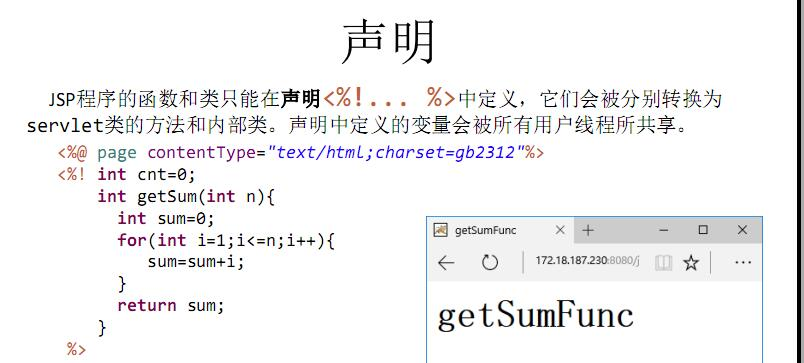 声明
JSP程序的函数和类只能在声明<%!... %>中定义，它们会被分别转换为
servlet类的方法和内部类。声明中定义的变量会被所有用户线程所共享。
<%@ page contentType="text/html;charset=gb2312"%>
<%! int cnt=0;
int getSum(int n){
int sum=0;
for(int i=1;i<=n;i++){
sum=sum+i;
}
return sum;
}
%>
getSumFunc
172.18.187.230:8080/j
getSumFunc